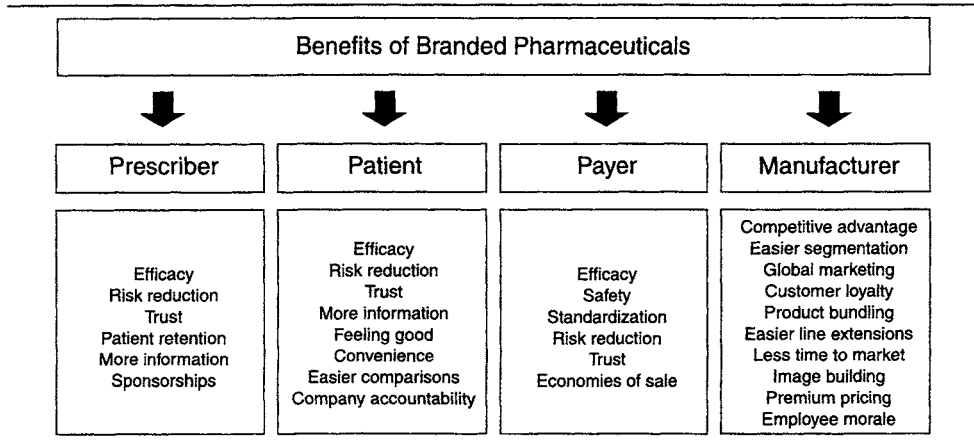 Benefits of Branded Pharmaceuticals
Prescriber
Patient
Payer
Manufacturer
Efficacy
Risk reduction
Trust
Patient retention
More information
Sponsorships
Efficacy
Risk reduction
Trust
More information
Feeling good
Convenience
Easier comparisons
Company accountability
Efficacy
Safety
Standardization
Risk reduction
Trust
Economies of sale
Competitive advantage
Easier segmentation
Global marketing
Customer loyalty
Product bundling
Easier line extensions
Less time to market
Image building
Premium pricing
Employee morale